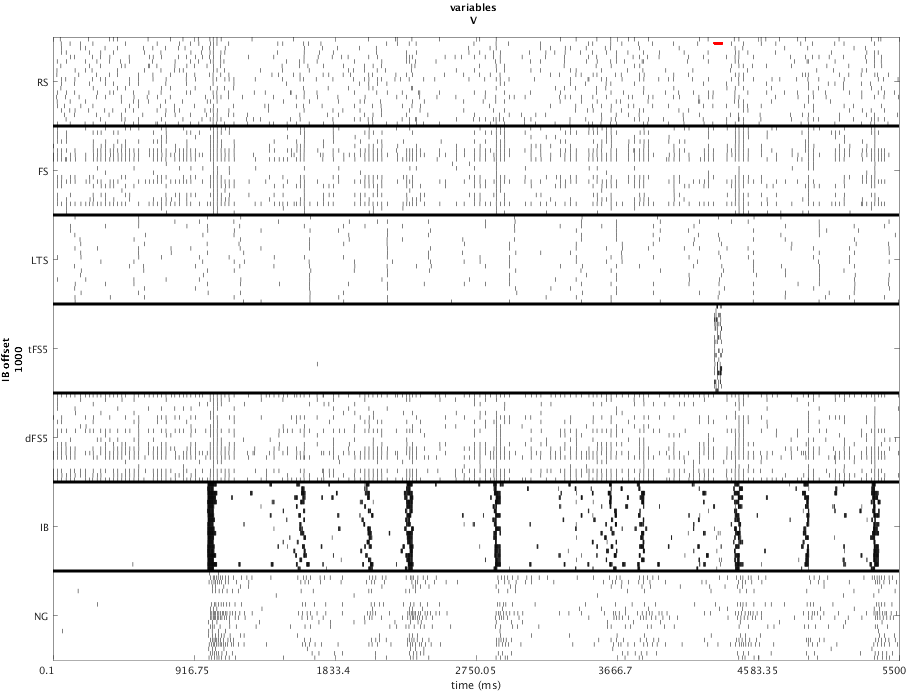 variables
V
RS
FS
LTS
tFS5
dFS5
IB
NG
IB offset
1000
0.1 916.75 1833.4 2750.05 3666.7 4583.35 5500
time (ms)